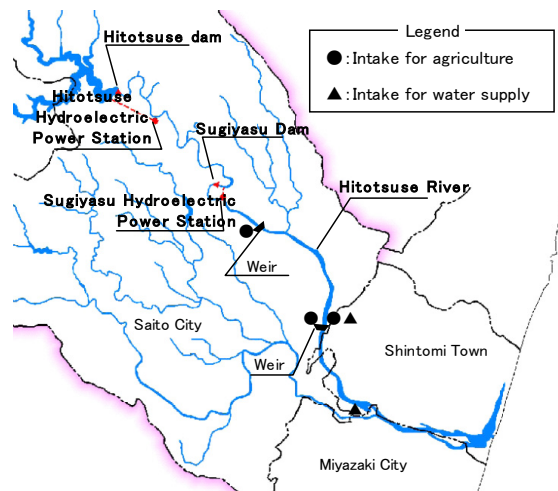 Hitotsuse dam
Legend
●:Intake for agriculture
▲:Intake for water supply
Hitotsuse
Hydroelectric
Power Station
Sugiyasu Dam
Hitotsuse River
Sugiyasu Hydroelectric
Power Station
Weir
Saito City
Shintomi Town
Weir
Miyazaki City